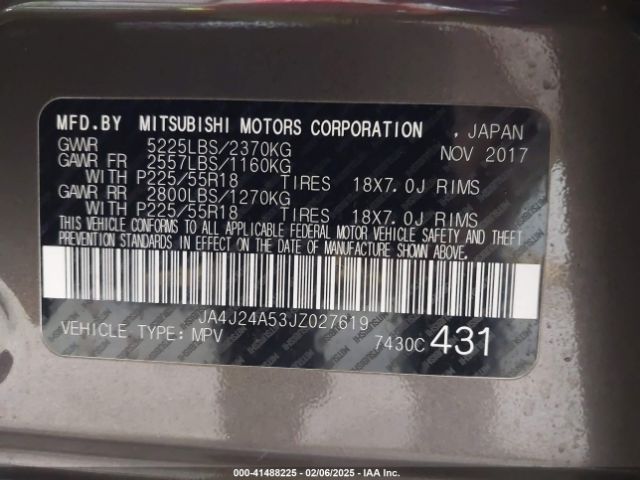 MFD.BY MITSUBISHI MOTORS CORPORATION , JAPAN
GVWR 5225LBS/2370KG NOV 2017
GAWR FR 2557LBS/1160KG
WITH P225/55R18 TIRES 18X7.0J RIMS
GAWR RR 2800LBS/1270KG
WITH P225/55R18 TIRES 18X7.0J RIMS
THIS VEHICLE CONFORMS TO ALL APPLICABLE FEDERAL MOTOR VEHICLE SAFETY AND THEFT
PREVENTION STANDARDS IN EFFECT ON THE DATE OF MANUFACTURE SHOWN ABOVE.
JA4J24A53JZ027619
VEHICLE TYPE: MPV 7430C 431
000-41488225 - 02/06/2025 - IAA Holdings, LLC.